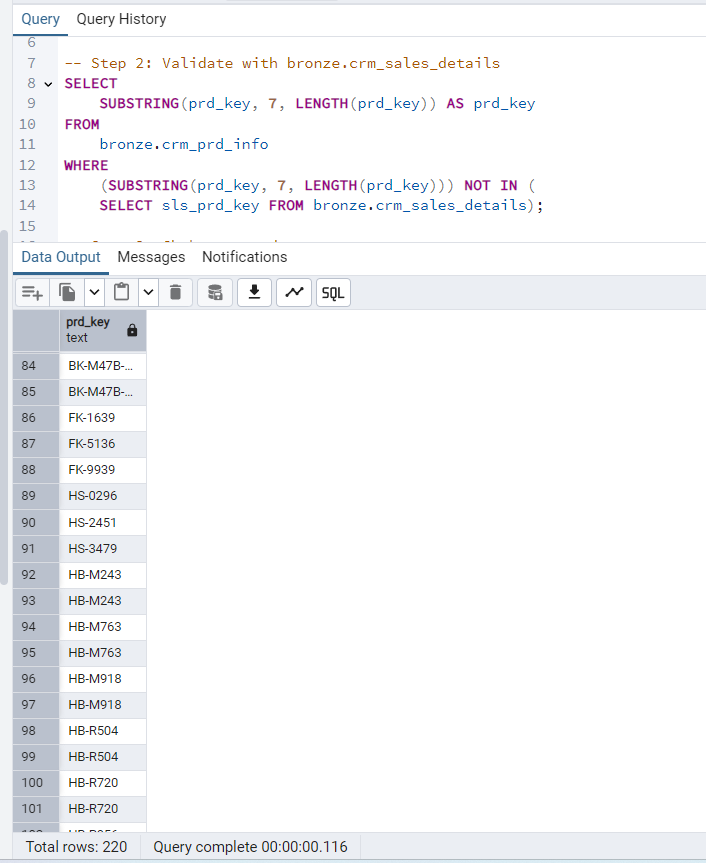 Query Query History
6
7 -- Step 2: Validate with bronze.crm_sales_details
8 SELECT
9 SUBSTRING(prd_key, 7, LENGTH(prd_key)) AS prd_key
10 FROM
11 bronze.crm_prd_info
12 WHERE
13 (SUBSTRING(prd_key, 7, LENGTH(prd_key))) NOT IN (
14 SELECT sls_prd_key FROM bronze.crm_sales_details);
15
Data Output Messages Notifications
SQL
prd_key
text
84 BK-M47B-...
85 BK-M47B-...
86 FK-1639
87 FK-5136
88 FK-9939
89 HS-0296
90 HS-2451
91 HS-3479
92 HB-M243
93 HB-M243
94 HB-M763
95 HB-M763
96 HB-M918
97 HB-M918
98 HB-R504
99 HB-R504
100 HB-R720
101 HB-R720
Total rows: 220 Query complete 00:00:00.116